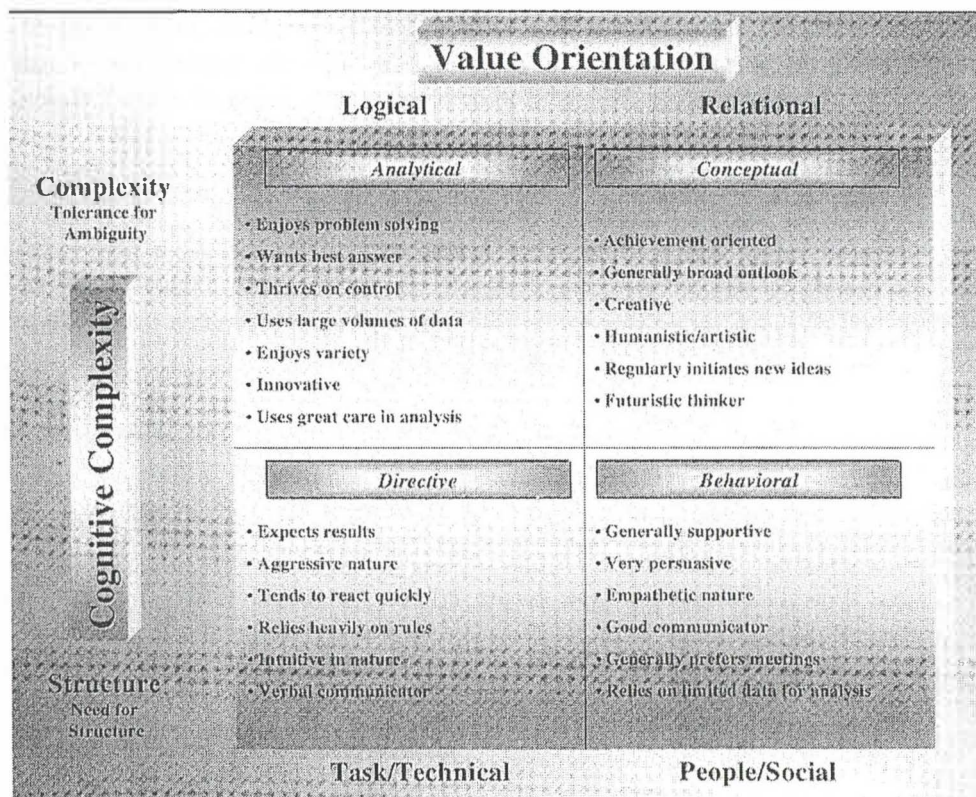 Value Orientation
Logical
Relational
Complexity
Tolerance for
Ambiguity
Cognitive Complexity
Structure
Need for
Structure
Analytical
• Enjoys problem solving
• Wants best answer
• Thrives on control
• Uses large volumes of data
• Enjoys variety
• Innovative
• Uses great care in analysis
Conceptual
• Achievement oriented
• Generally broad outlook
• Creative
• Humanistic/artistic
• Regularly initiates new ideas
• Futuristic thinker
Directive
• Expects results
• Aggressive nature
• Tends to react quickly
• Relies heavily on rules
• Intuitive in nature
• Verbal communicator
Behavioral
• Generally supportive
• Very persuasive
• Empathetic nature
• Good communicator
• Generally prefers meetings
• Relies on limited data for analysis
Task/Technical
People/Social